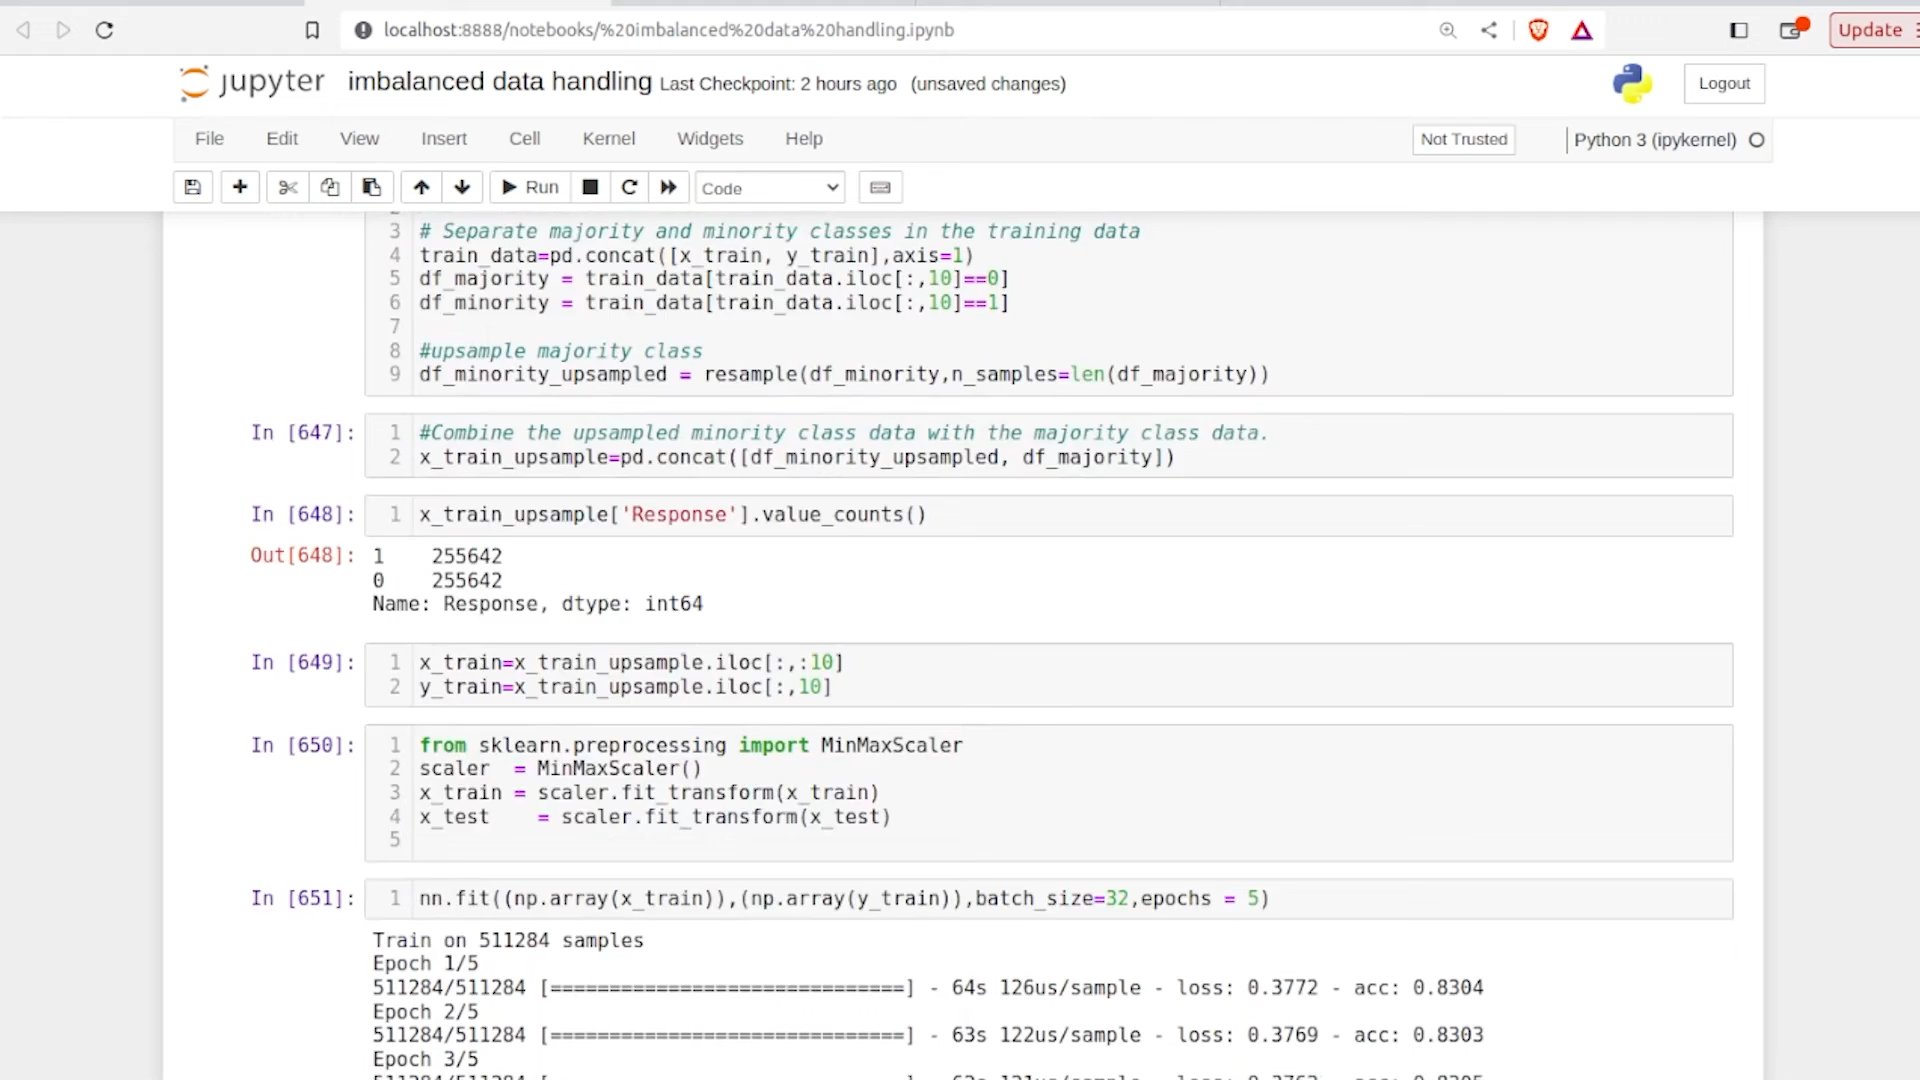 localhost:8888/notebooks/%20imbalanced%20data%20handling.ipynb
Update
jupyter imbalanced data handling Last Checkpoint: 2 hours ago (unsaved changes)
Logout
File Edit View Insert Cell Kernel Widgets Help
Not Trusted
Python 3 (ipykernel)
Run
Code
3 # Separate majority and minority classes in the training data
4 train_data=pd.concat([x_train, y_train],axis=1)
5 df_majority = train_data[train_data.iloc[:,10]==0]
6 df_minority = train_data[train_data.iloc[:,10]==1]
7
8 #upsample majority class
9 df_minority_upsampled = resample(df_minority,n_samples=len(df_majority))
In [647]:
1 #Combine the upsampled minority class data with the majority class data.
2 x_train_upsample=pd.concat([df_minority_upsampled, df_majority])
In [648]:
1 x_train_upsample['Response'].value_counts()
Out[648]:
1 255642
0 255642
Name: Response, dtype: int64
In [649]:
1 x_train=x_train_upsample.iloc[:,:10]
2 y_train=x_train_upsample.iloc[:,10]
In [650]:
1 from sklearn.preprocessing import MinMaxScaler
2 scaler = MinMaxScaler()
3 x_train = scaler.fit_transform(x_train)
4 x_test = scaler.fit_transform(x_test)
5
In [651]:
1 nn.fit((np.array(x_train)),(np.array(y_train)),batch_size=32,epochs = 5)
Train on 511284 samples
Epoch 1/5
511284/511284 [==============================] - 64s 126us/sample - loss: 0.3772 - acc: 0.8304
Epoch 2/5
511284/511284 [==============================] - 63s 122us/sample - loss: 0.3769 - acc: 0.8303
Epoch 3/5